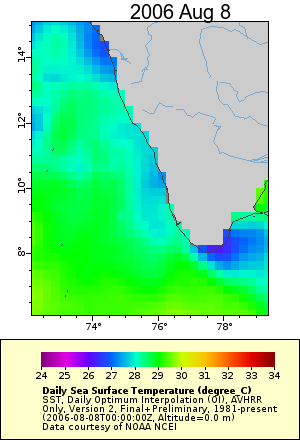 2006 Aug 8
14°
12°
10°
8°
74°
76°
78°
24 25 26 27 28 29 30 31 32 33 34
Daily Sea Surface Temperature (degree_C)
SST, Daily Optimum Interpolation (OI), AVHRR
Only, Version 2, Final+Preliminary, 1981-present
(2006-08-08T00:00:00Z, Altitude=0.0 m)
Data courtesy of NOAA NCEI